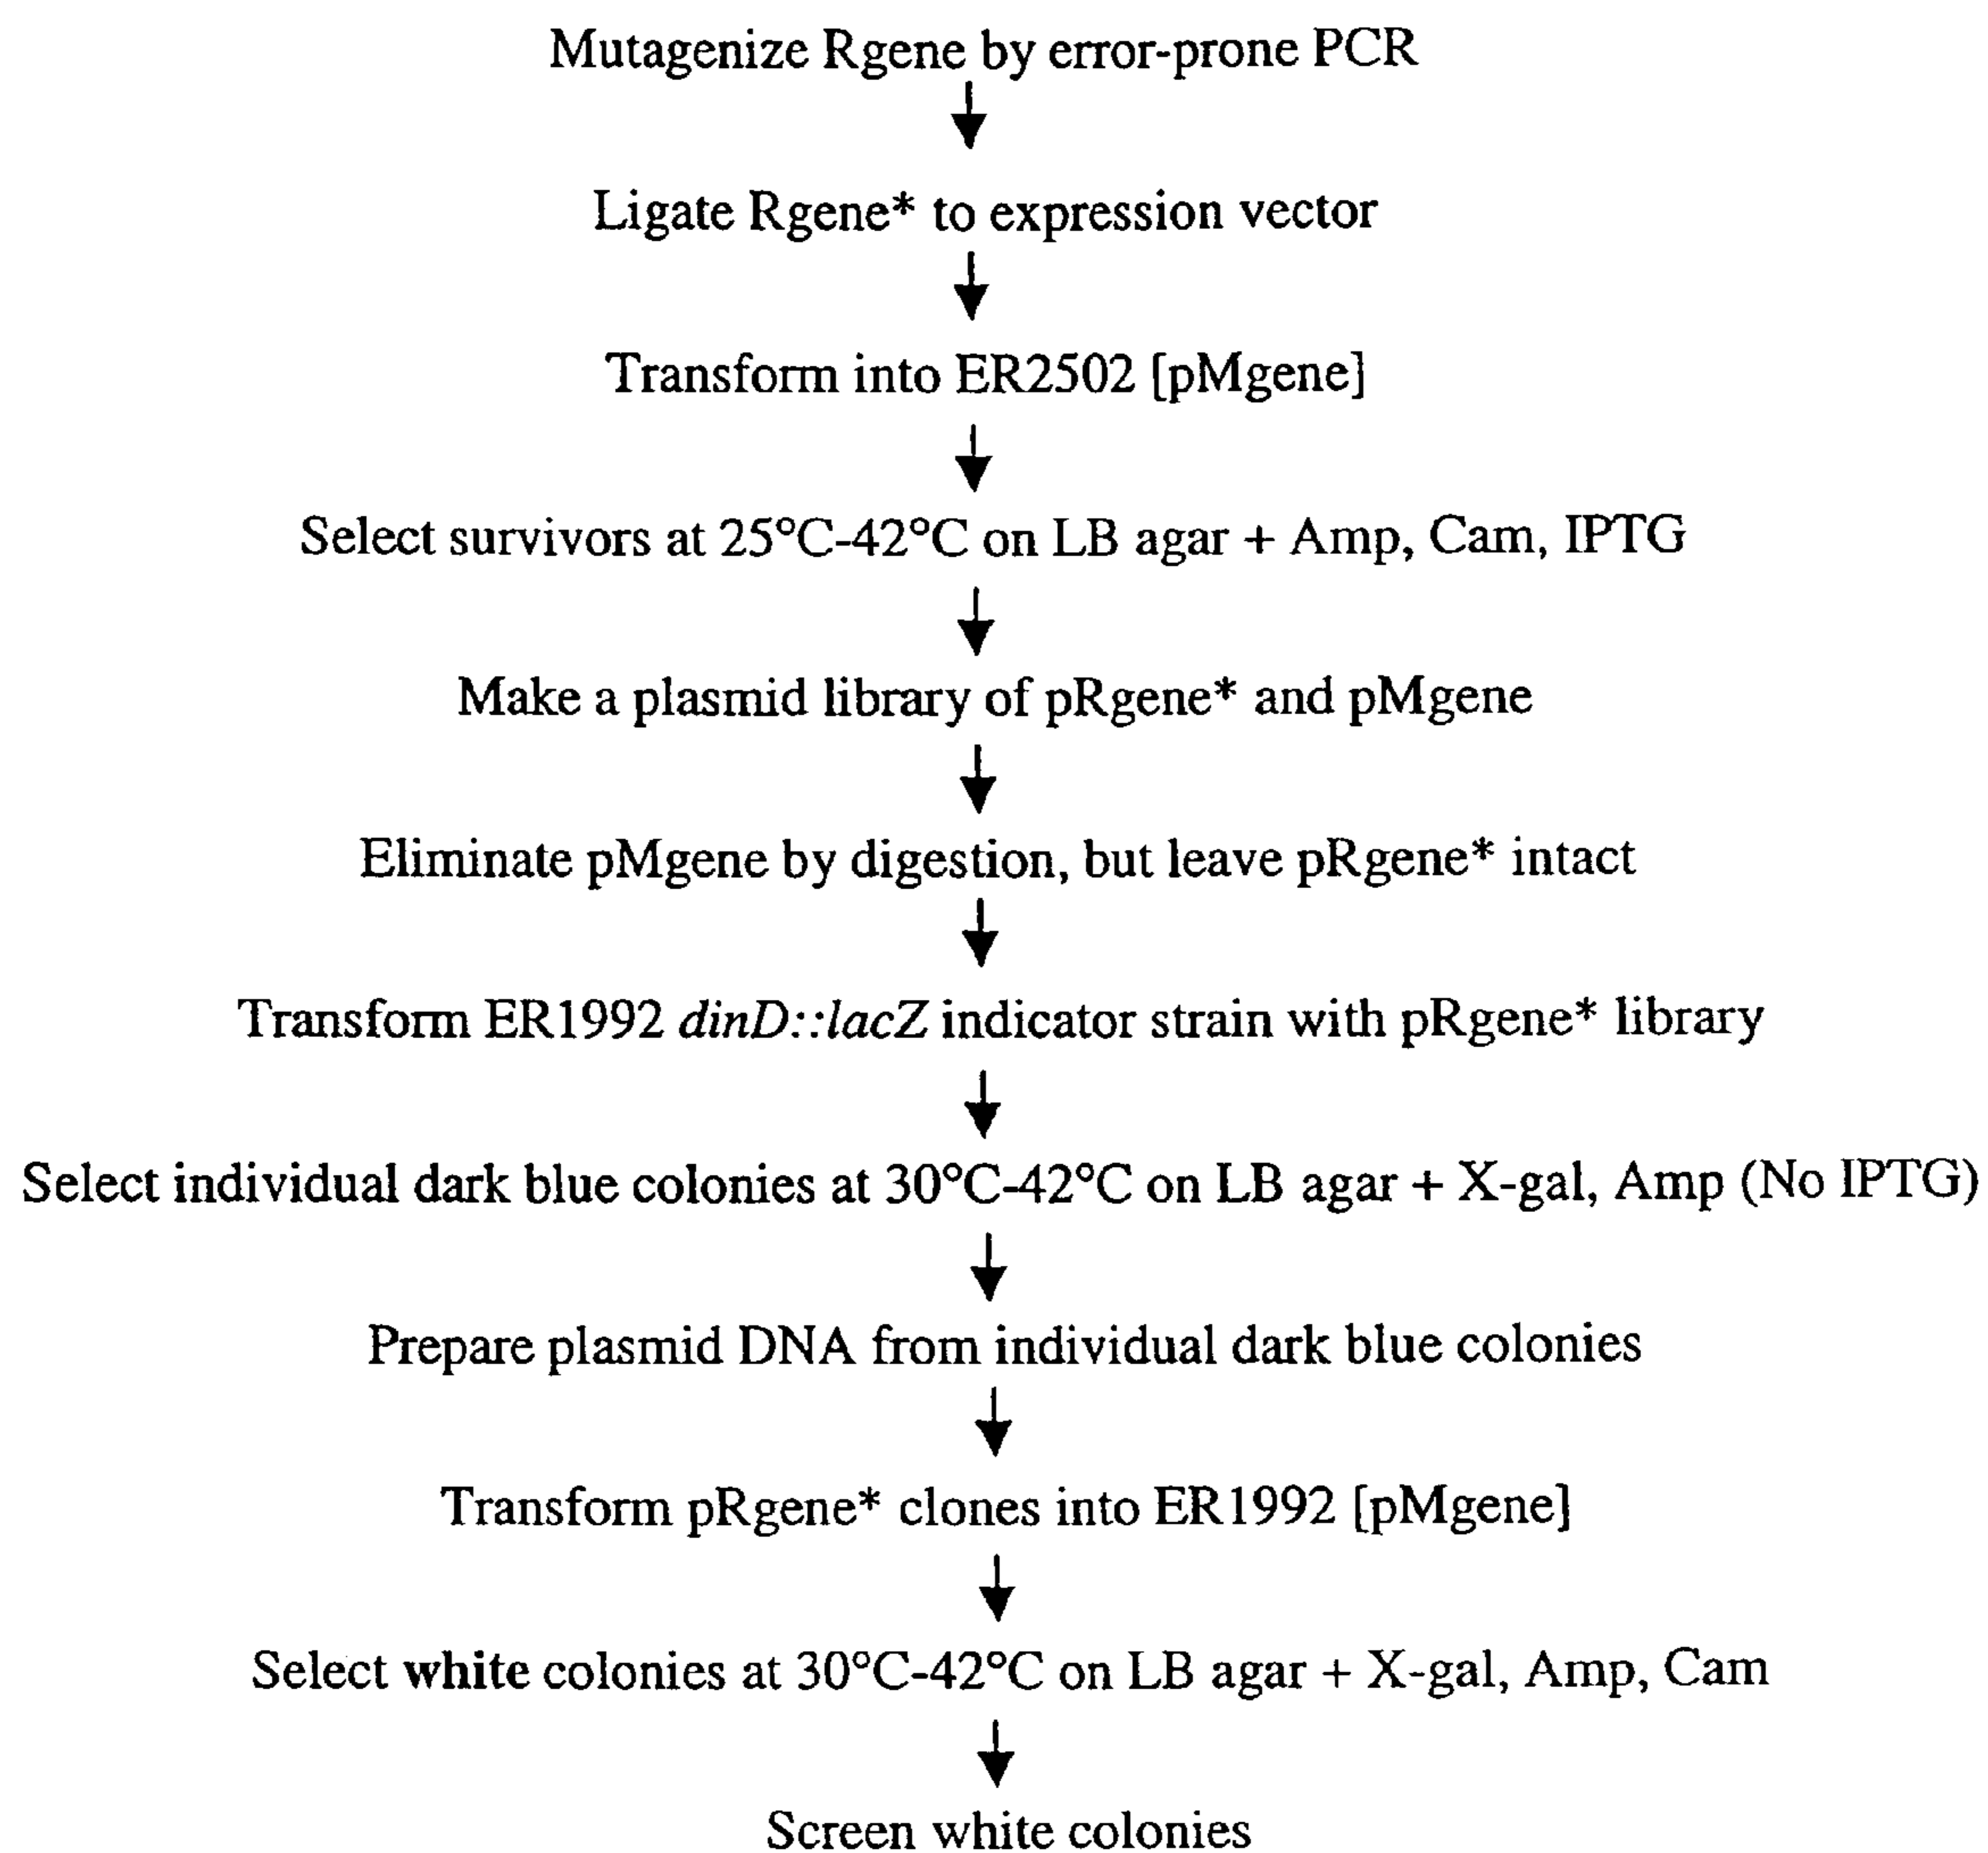 Mutagenize Rgene by error-prone PCR
Ligate Rgene* to expression vector
Transform into ER2502 [pMgene]
Select survivors at 25°C-42°C on LB agar + Amp, Cam, IPTG
Make a plasmid library of pRgene* and pMgene
Eliminate pMgene by digestion, but leave pRgene* intact
Transform ER1992 dinD::lacZ indicator strain with pRgene* library
Select individual dark blue colonies at 30°C-42°C on LB agar + X-gal, Amp (No IPTG)
Prepare plasmid DNA from individual dark blue colonies
Transform pRgene* clones into ER1992 [pMgene]
Select white colonies at 30°C-42°C on LB agar + X-gal, Amp, Cam
Screen white colonies